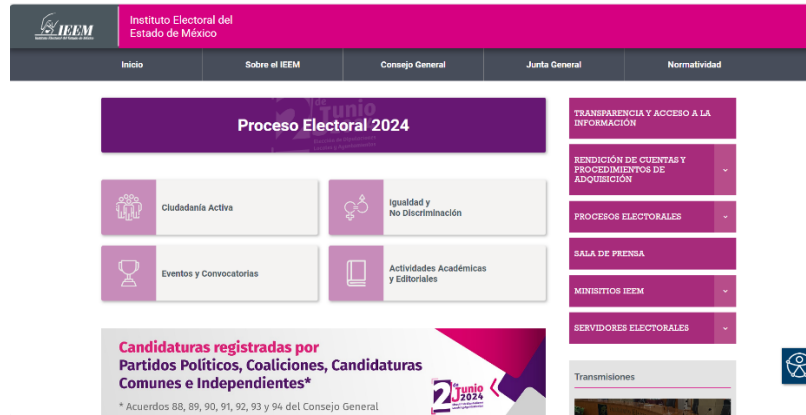 IEEM
Instituto Electoral del
Estado de México
Inicio
Sobre el IEEM
Consejo General
Junta General
Normatividad
Proceso Electoral 2024
Ciudadanía Activa
Igualdad y
No Discriminación
Eventos y Convocatorias
Actividades Académicas
y Editoriales
Candidaturas registradas por
Partidos Políticos, Coaliciones, Candidaturas
Comunes e Independientes*
* Acuerdos 88, 89, 90, 91, 92, 93 y 94 del Consejo General
2 de Junio
2024
TRANSPARENCIA Y ACCESO A LA
INFORMACIÓN
RENDICIÓN DE CUENTAS Y
PROCEDIMIENTOS DE
ADQUISICIÓN
PROCESOS ELECTORALES
SALA DE PRENSA
MINISITIOS IEEM
SERVIDORES ELECTORALES
Transmisiones